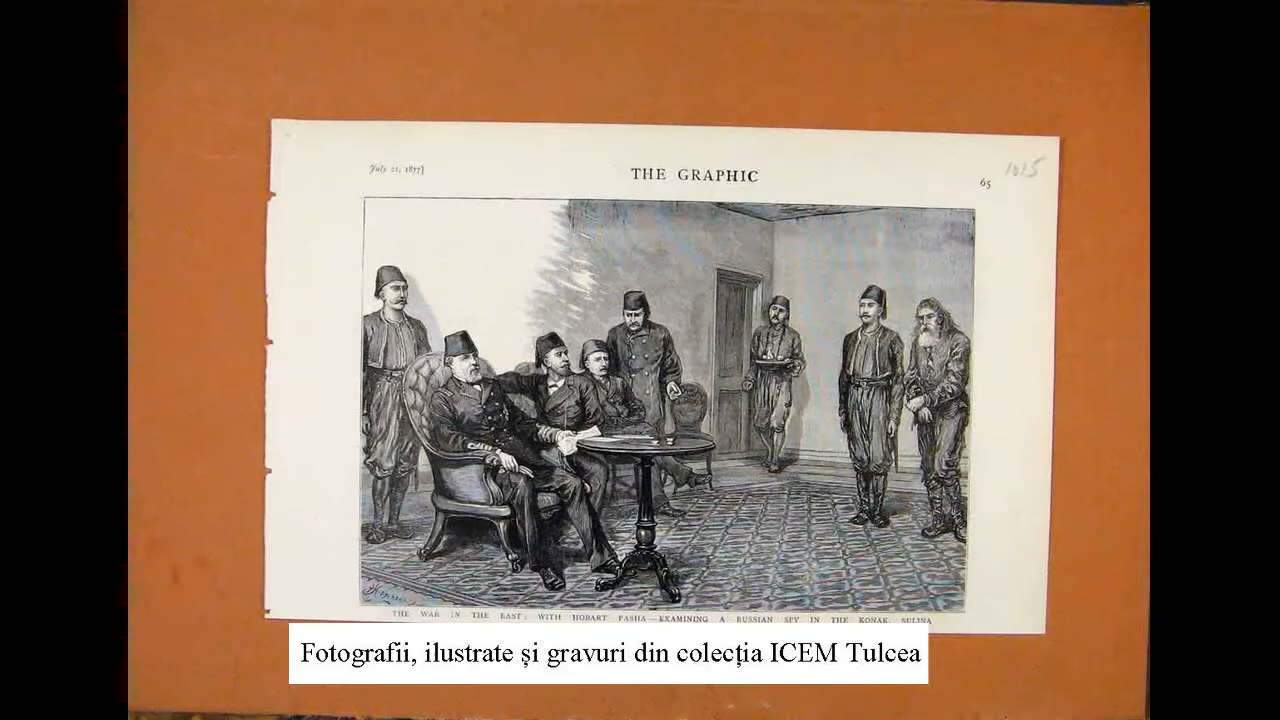 [July 21, 1877]
THE GRAPHIC
65
1015
THE WAR IN THE EAST: WITH HOBART PASHA—EXAMINING A RUSSIAN SPY IN THE KONAK, SULINA
Fotografii, ilustrate și gravuri din colecția ICEM Tulcea